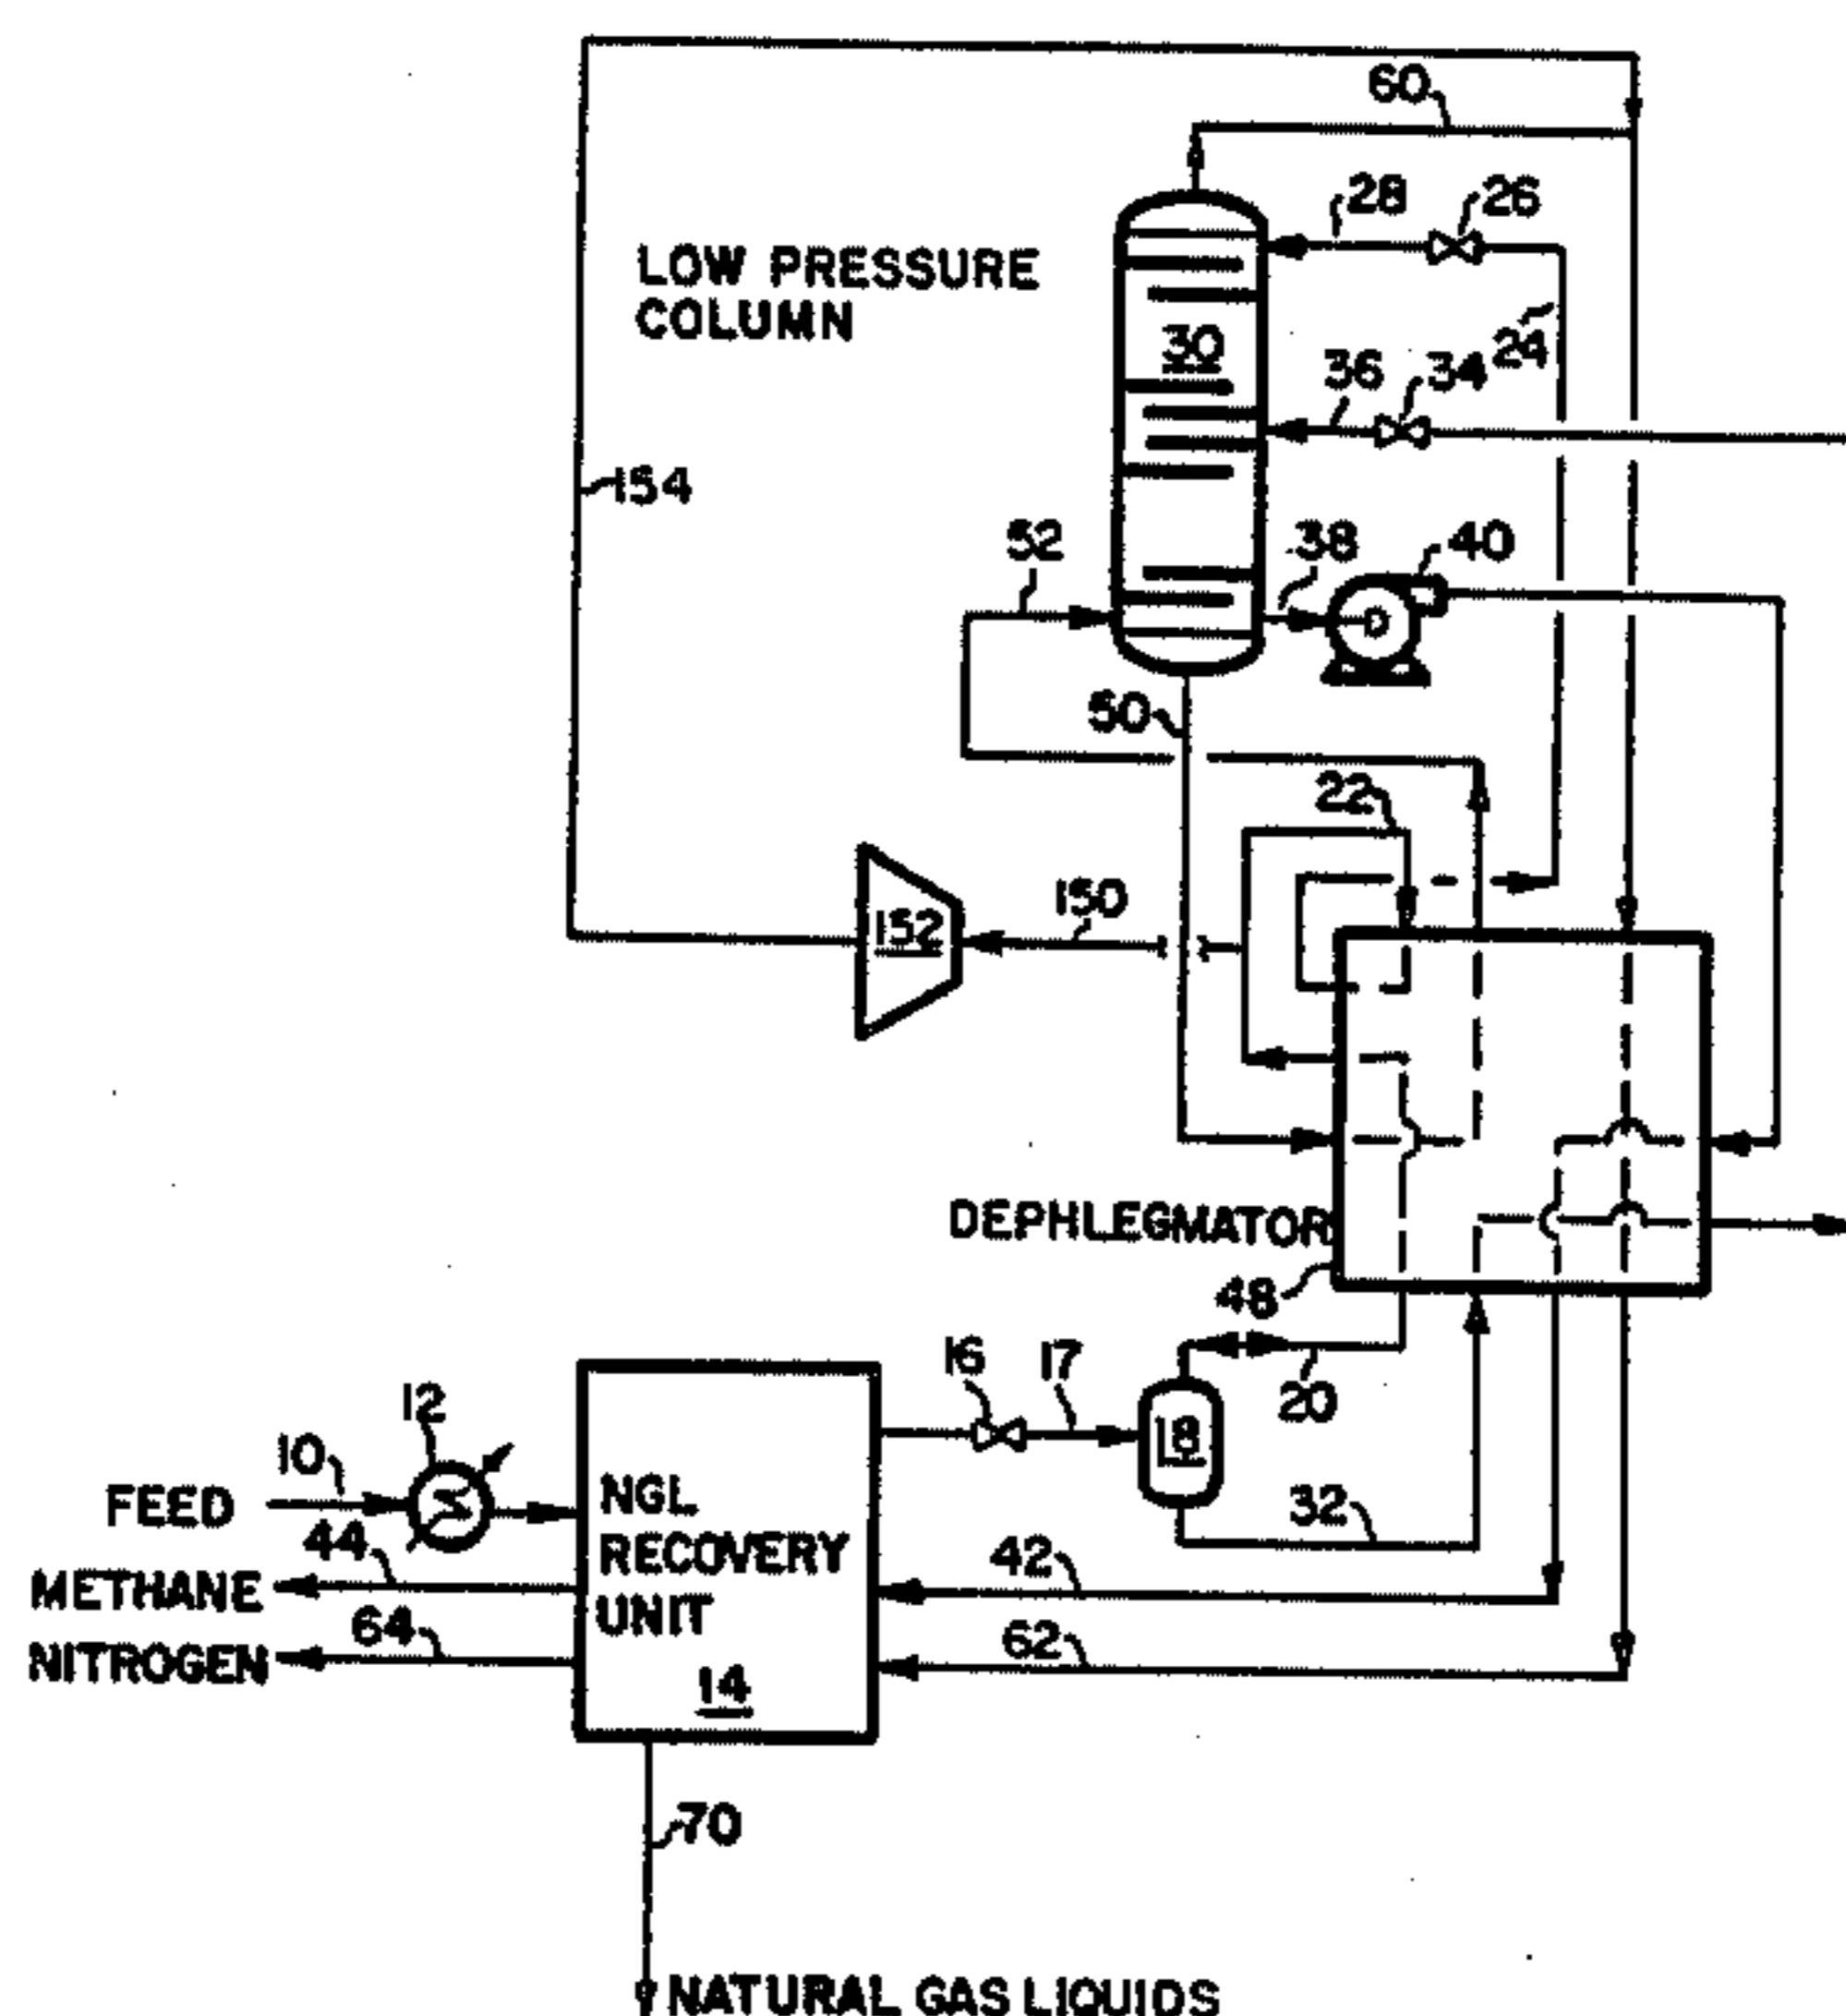 60
28
26
LOW PRESSURE
COLUMN
30
24
36
34
154
52
38
40
50
22
150
152
DEPHLEGMATOR
48
16
17
20
12
18
10
FEED
NGL
RECOVERY
UNIT
32
44
42
METHANE
64
62
NITROGEN
14
70
NATURAL GAS LIQUIDS